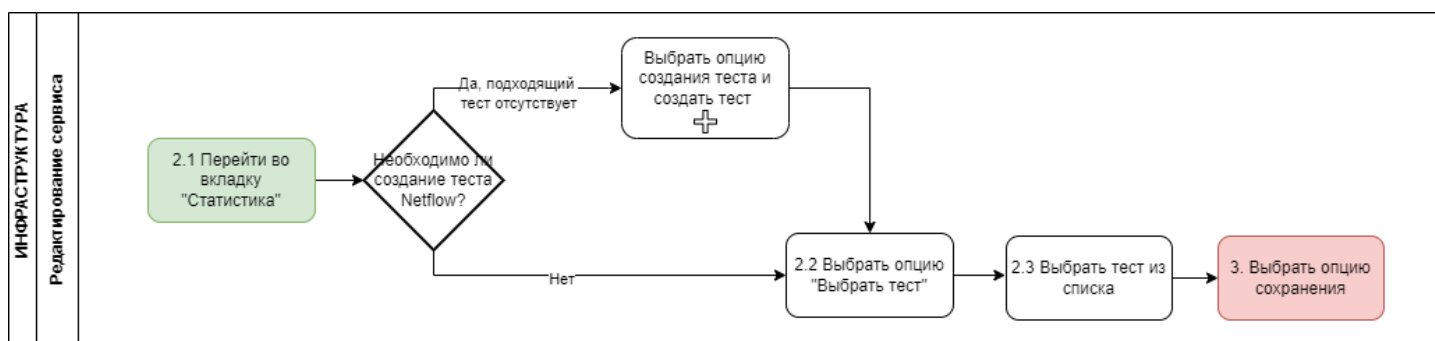 ИНФРАСТРУКТУРА
Редактирование сервиса
2.1 Перейти во
вкладку
"Статистика"
Необходимо ли
создание теста
Netflow?
Да, подходящий
тест отсутствует
Выбрать опцию
создания теста и
создать тест
Нет
2.2 Выбрать опцию
"Выбрать тест"
2.3 Выбрать тест из
списка
3. Выбрать опцию
сохранения